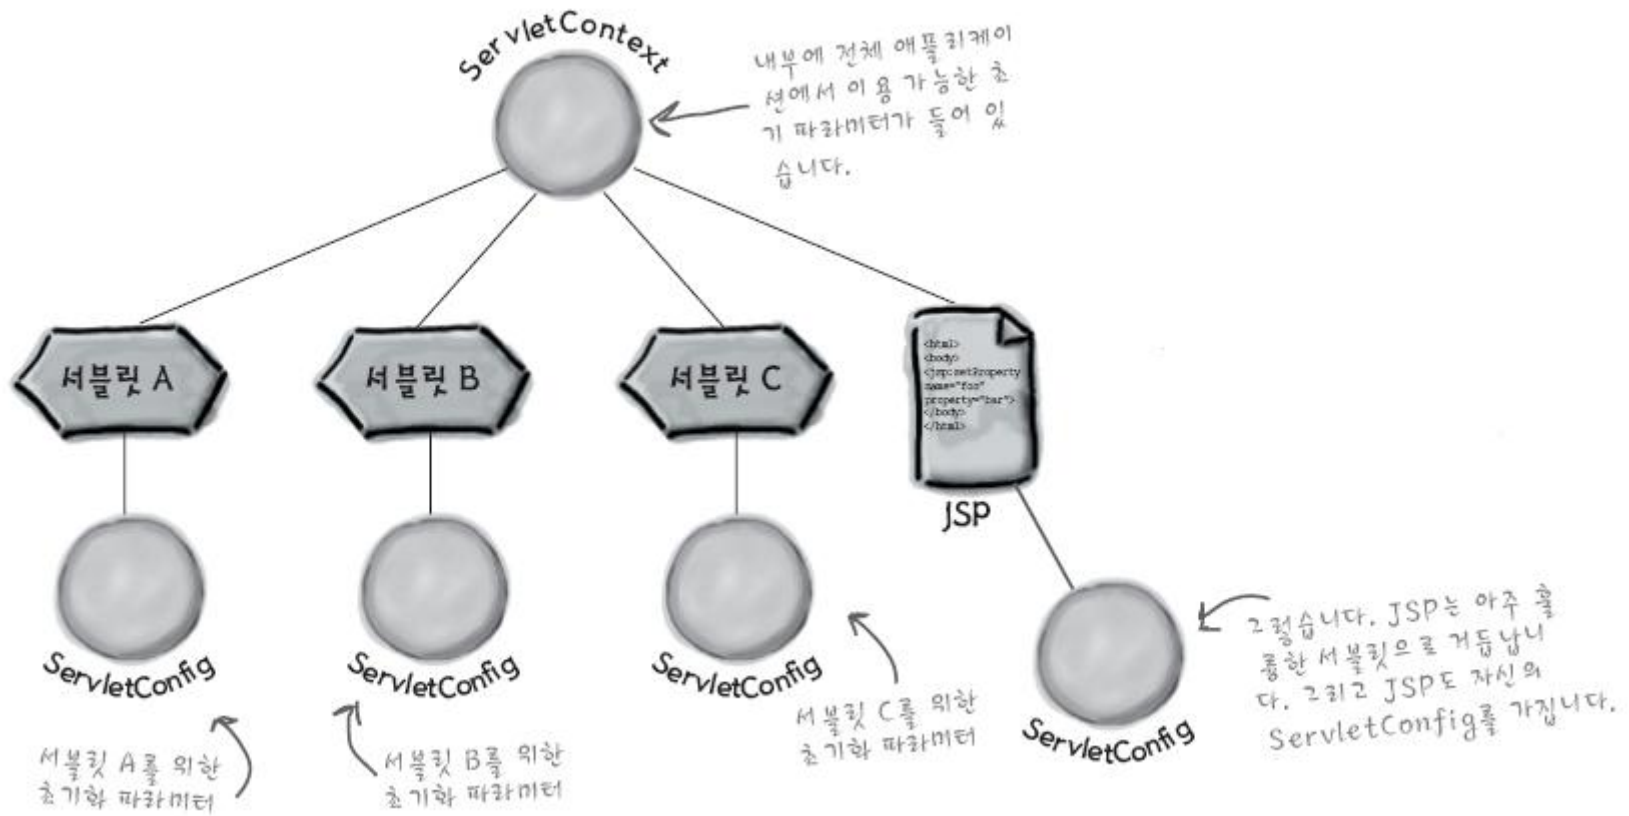 ServletContext
내부에 전체 애플리케이
션에서 이용 가능한 초
기 파라미터가 들어 있
습니다.
서블릿 A
서블릿 B
서블릿 C
<html>
<body>
<jsp:setProperty
name="foo"
property="bar">
</body>
</html>
JSP
ServletConfig
ServletConfig
ServletConfig
ServletConfig
서블릿 A를 위한
초기화 파라미터
서블릿 B를 위한
초기화 파라미터
서블릿 C를 위한
초기화 파라미터
그렇습니다. JSP는 아주 훌
륭한 서블릿으로 거듭납니
다. 그리고 JSP도 자신의
ServletConfig를 가집니다.